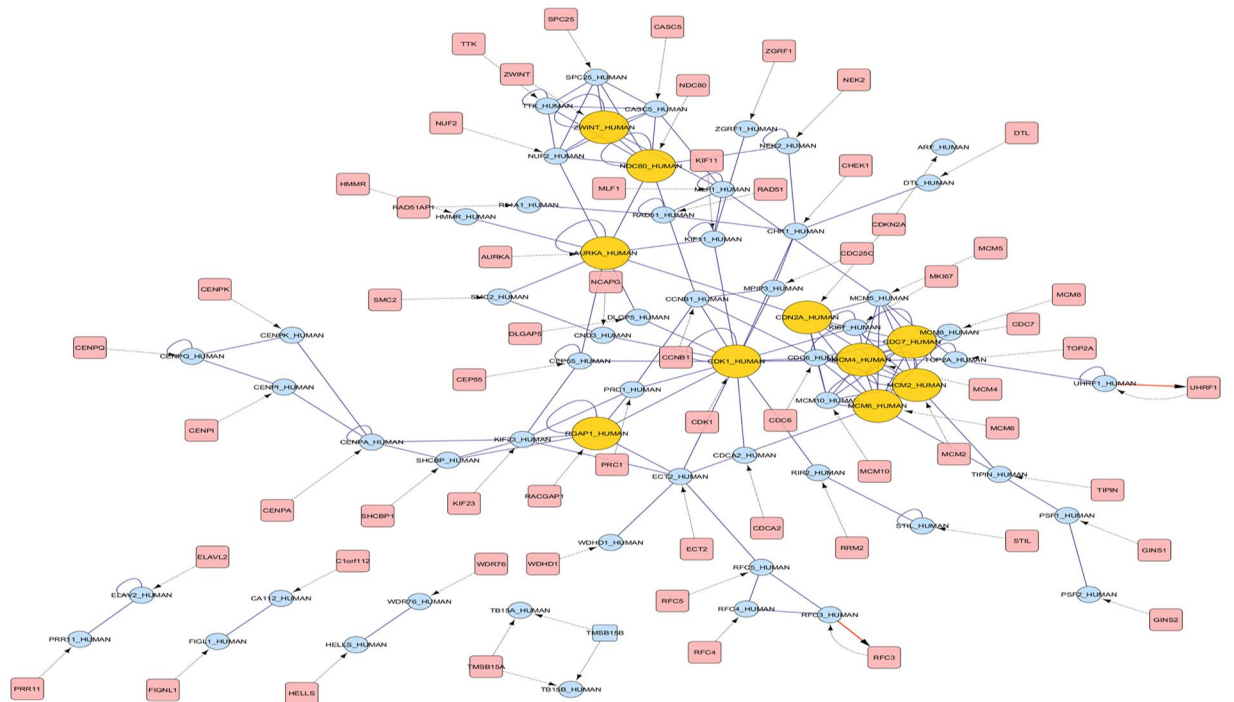 SPC25
CASC5
TTK
ZGRF1
ZWINT
SPC25_HUMAN
NDC80
NEK2
TTK_HUMAN
CASC5_HUMAN
NUF2
ZWINT_HUMAN
ZGRF1_HUMAN
DTL
NUF2_HUMAN
NEK2_HUMAN
ARF_HUMAN
NDC80_HUMAN
KIF11
CHEK1
HMMR
MLF1
MLF1_HUMAN
RAD51
DTL_HUMAN
RAD51AP1
R51A1_HUMAN
HMMR_HUMAN
RAD51_HUMAN
CDKN2A
CHK1_HUMAN
KIF11_HUMAN
AURKA
AURKA_HUMAN
CDC25C
MCM5
NCAPG
MKI67
CENPK
SMC2
SMC2_HUMAN
MPIP3_HUMAN
MCM8
CCNB1_HUMAN
MCM5_HUMAN
DLGP5_HUMAN
CDN2A_HUMAN
KI67_HUMAN
CDC7
DLGAP5
CND3_HUMAN
MCM8_HUMAN
CENPK_HUMAN
CDC7_HUMAN
CENPQ
CENPQ_HUMAN
CEP55_HUMAN
CCNB1
CDK1_HUMAN
CDC6_HUMAN
MCM4_HUMAN
TOP2A_HUMAN
TOP2A
CEP55
CENPI_HUMAN
PRC1_HUMAN
MCM2_HUMAN
MCM4
UHRF1_HUMAN
UHRF1
MCM10_HUMAN
MCM6_HUMAN
CENPI
CDK1
CDC6
MCM6
CENPA_HUMAN
KIF23_HUMAN
RGAP1_HUMAN
SHCBP_HUMAN
PRC1
CDCA2_HUMAN
MCM2
MCM10
ECT2_HUMAN
RIR2_HUMAN
TIPIN_HUMAN
TIPIN
CENPA
SHCBP1
KIF23
RACGAP1
PSF1_HUMAN
CDCA2
STIL_HUMAN
STIL
WDHD1_HUMAN
ECT2
RRM2
GINS1
ELAVL2
C1orf112
WDR76
WDHD1
RFC5_HUMAN
ELAV2_HUMAN
CA112_HUMAN
WDR76_HUMAN
RFC5
PSF2_HUMAN
TB15A_HUMAN
RFC4_HUMAN
RFC3_HUMAN
GINS2
PRR11_HUMAN
FIGL1_HUMAN
HELLS_HUMAN
TMSB15B
RFC4
RFC3
TMSB15A
PRR11
FIGNL1
HELLS
TB15B_HUMAN